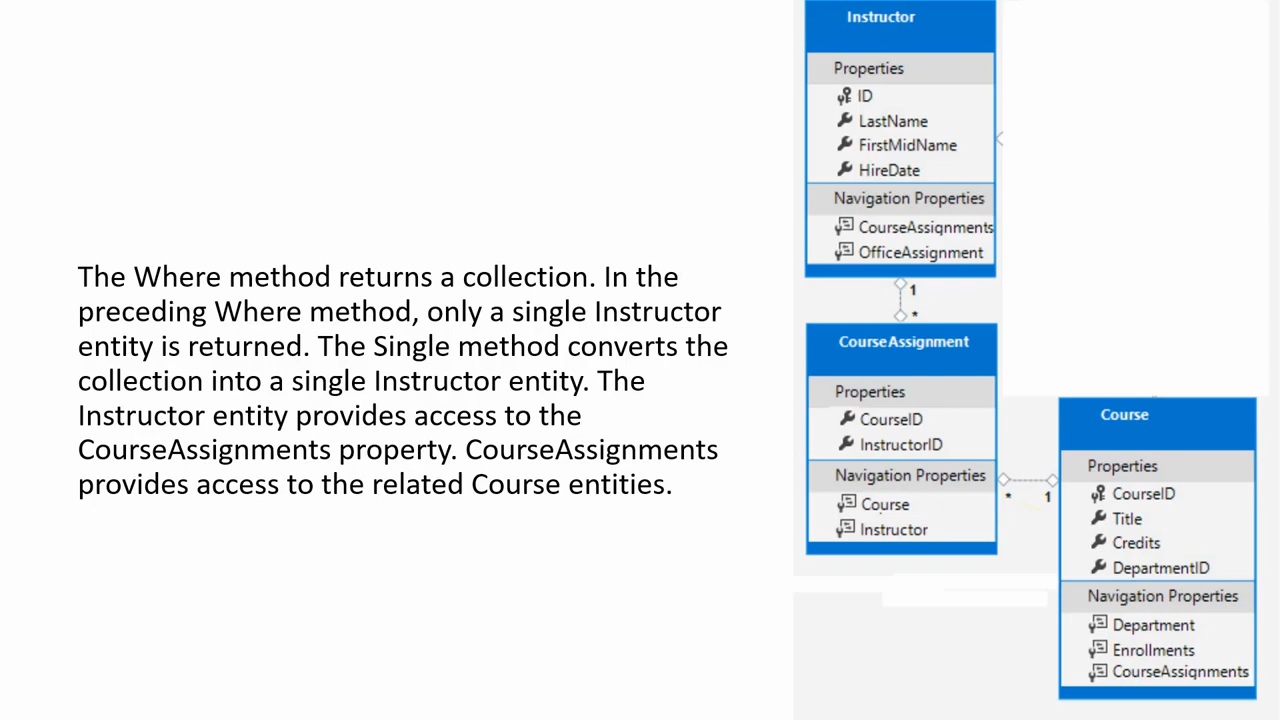 The Where method returns a collection. In the
preceding Where method, only a single Instructor
entity is returned. The Single method converts the
collection into a single Instructor entity. The
Instructor entity provides access to the
CourseAssignments property. CourseAssignments
provides access to the related Course entities.
Instructor
Properties
ID
LastName
FirstMidName
HireDate
Navigation Properties
CourseAssignments
OfficeAssignment
1
*
CourseAssignment
Properties
CourseID
InstructorID
Navigation Properties
Course
Instructor
* 1
Course
Properties
CourseID
Title
Credits
DepartmentID
Navigation Properties
Department
Enrollments
CourseAssignments